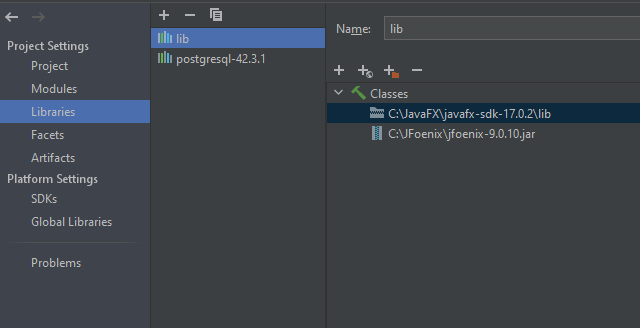 Project Settings
Project
Modules
Libraries
Facets
Artifacts
Platform Settings
SDKs
Global Libraries
Problems
lib
postgresql-42.3.1
Name: lib
Classes
C:\JavaFX\javafx-sdk-17.0.2\lib
C:\JFoenix\jfoenix-9.0.10.jar